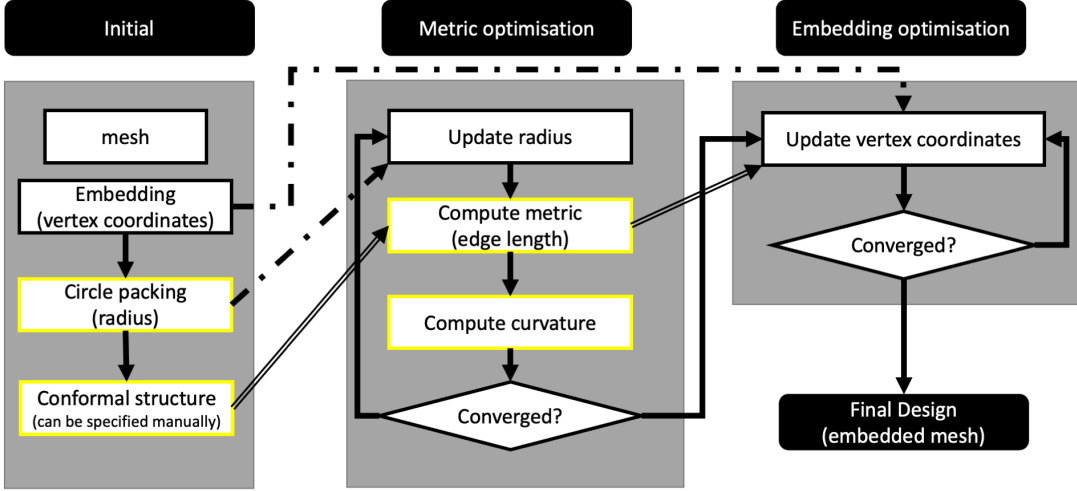 Initial
Metric optimisation
Embedding optimisation
mesh
Embedding
(vertex coordinates)
Circle packing
(radius)
Conformal structure
(can be specified manually)
Update radius
Compute metric
(edge length)
Compute curvature
Converged?
Update vertex coordinates
Converged?
Final Design
(embedded mesh)